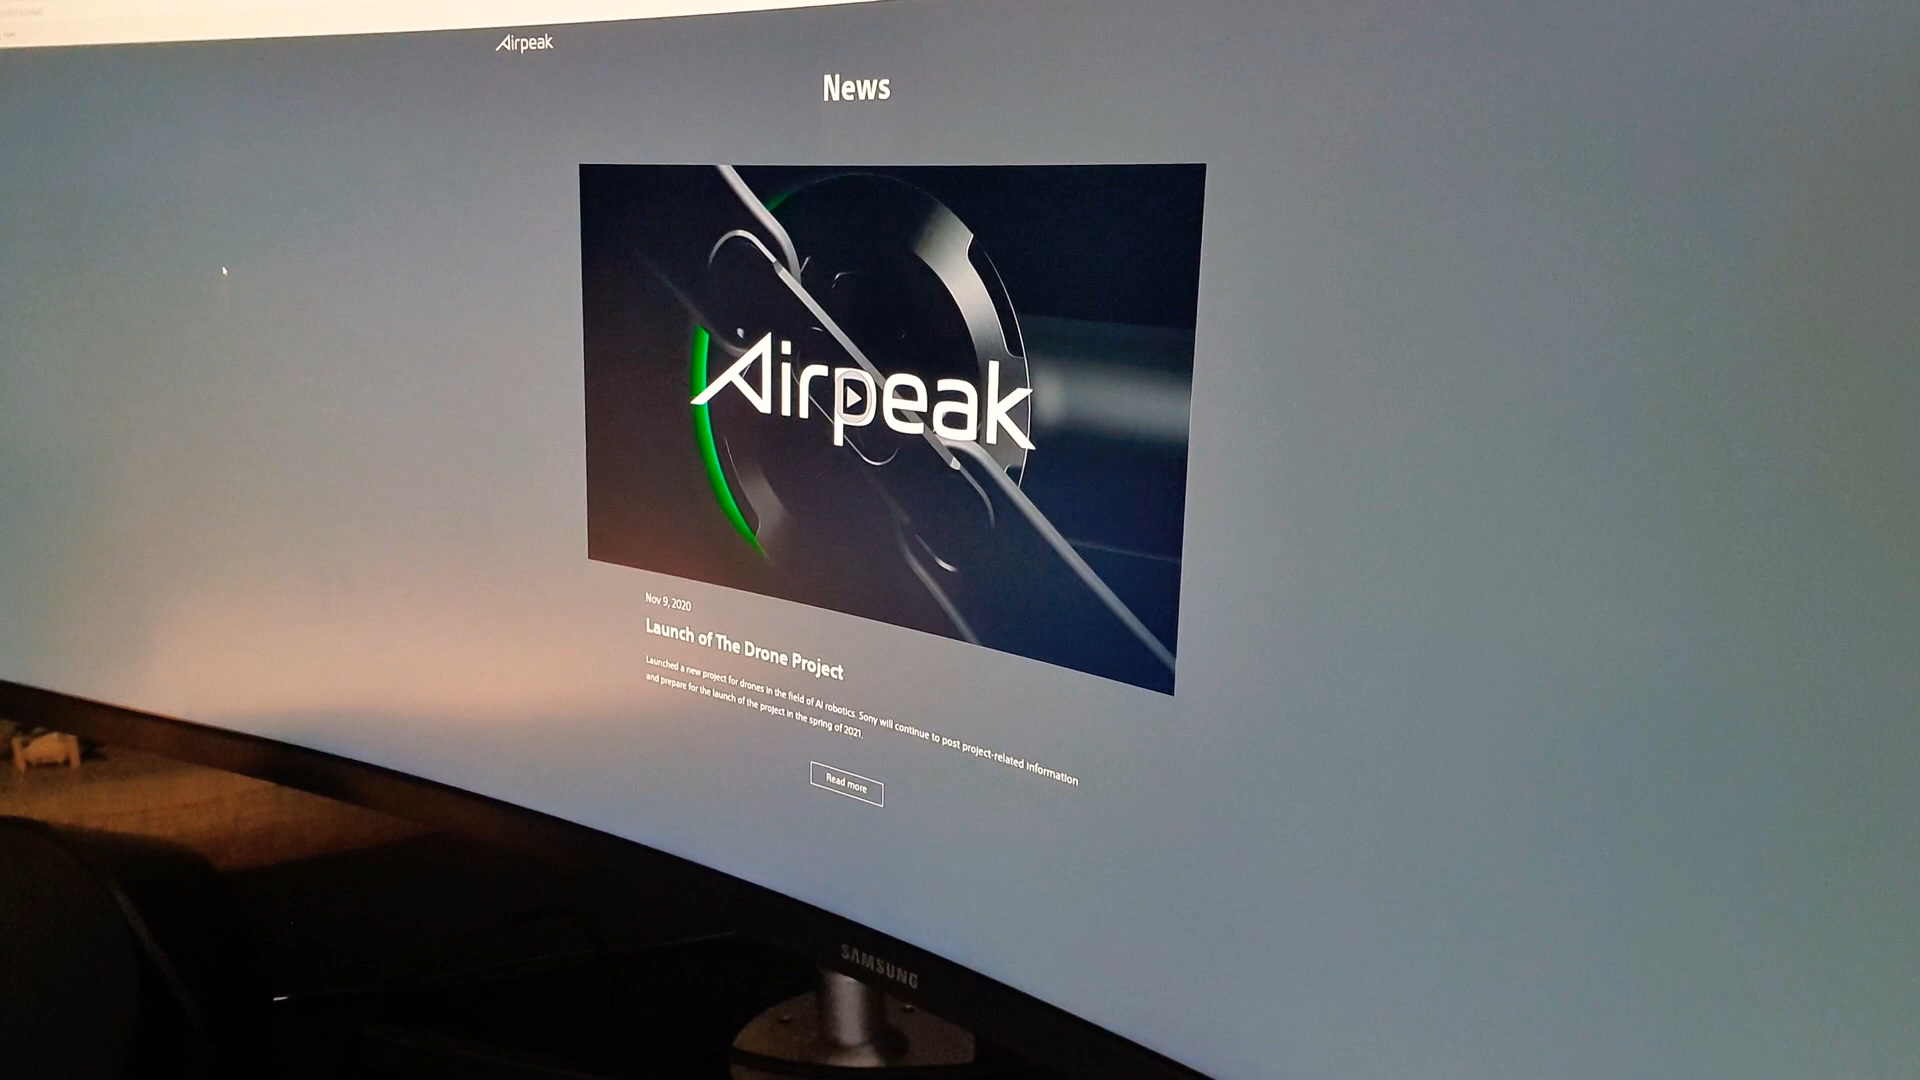 Airpeak
News
Airpeak
Nov 9, 2020
Launch of The Drone Project
Launched a new project for drones in the field of AI robotics. Sony will continue to post project-related information
and prepare for the launch of the project in the spring of 2021.
Read more
SAMSUNG